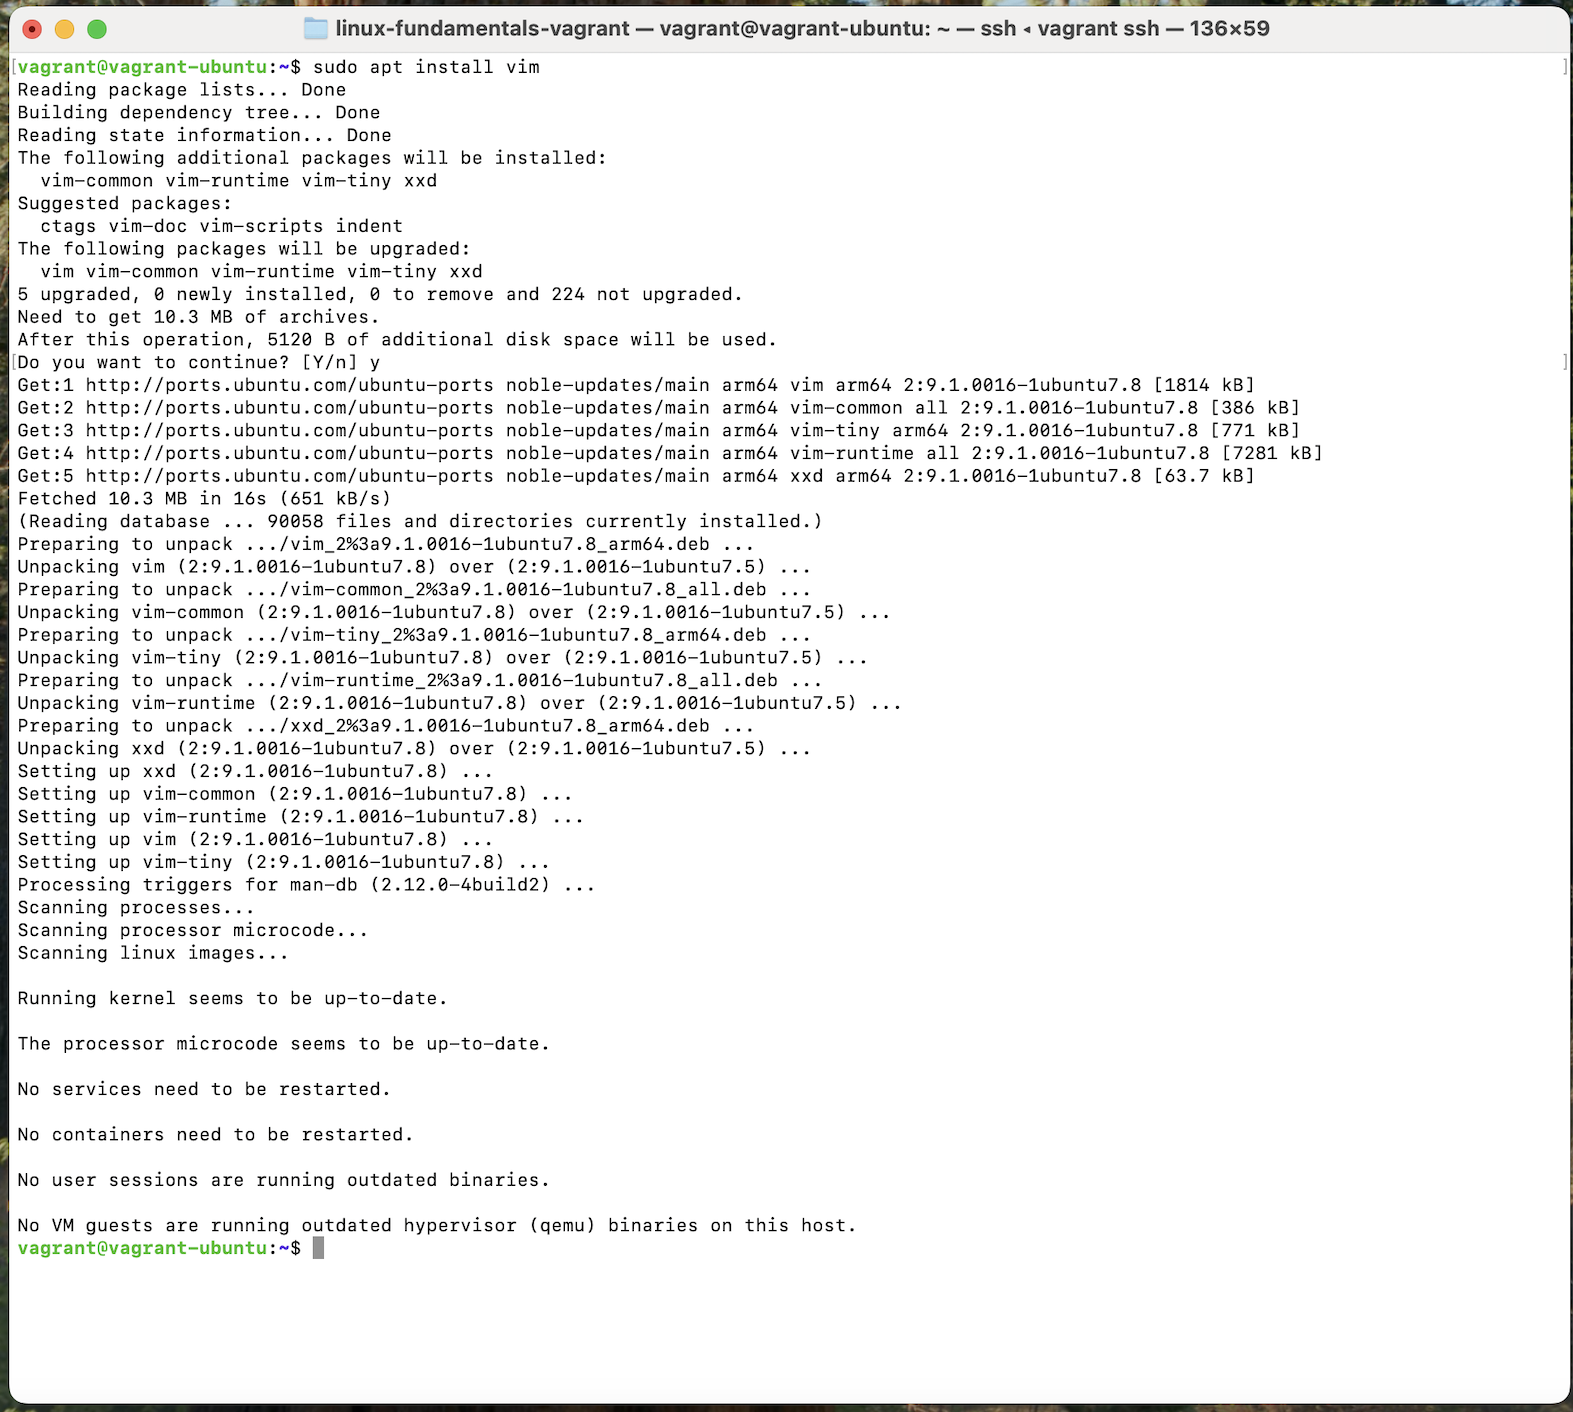 linux-fundamentals-vagrant — vagrant@vagrant-ubuntu: ~ — ssh ◂ vagrant ssh — 136×59
[vagrant@vagrant-ubuntu:~$ sudo apt install vim ]
Reading package lists... Done
Building dependency tree... Done
Reading state information... Done
The following additional packages will be installed:
  vim-common vim-runtime vim-tiny xxd
Suggested packages:
  ctags vim-doc vim-scripts indent
The following packages will be upgraded:
  vim vim-common vim-runtime vim-tiny xxd
5 upgraded, 0 newly installed, 0 to remove and 224 not upgraded.
Need to get 10.3 MB of archives.
After this operation, 5120 B of additional disk space will be used.
[Do you want to continue? [Y/n] y ]
Get:1 http://ports.ubuntu.com/ubuntu-ports noble-updates/main arm64 vim arm64 2:9.1.0016-1ubuntu7.8 [1814 kB]
Get:2 http://ports.ubuntu.com/ubuntu-ports noble-updates/main arm64 vim-common all 2:9.1.0016-1ubuntu7.8 [386 kB]
Get:3 http://ports.ubuntu.com/ubuntu-ports noble-updates/main arm64 vim-tiny arm64 2:9.1.0016-1ubuntu7.8 [771 kB]
Get:4 http://ports.ubuntu.com/ubuntu-ports noble-updates/main arm64 vim-runtime all 2:9.1.0016-1ubuntu7.8 [7281 kB]
Get:5 http://ports.ubuntu.com/ubuntu-ports noble-updates/main arm64 xxd arm64 2:9.1.0016-1ubuntu7.8 [63.7 kB]
Fetched 10.3 MB in 16s (651 kB/s)
(Reading database ... 90058 files and directories currently installed.)
Preparing to unpack .../vim_2%3a9.1.0016-1ubuntu7.8_arm64.deb ...
Unpacking vim (2:9.1.0016-1ubuntu7.8) over (2:9.1.0016-1ubuntu7.5) ...
Preparing to unpack .../vim-common_2%3a9.1.0016-1ubuntu7.8_all.deb ...
Unpacking vim-common (2:9.1.0016-1ubuntu7.8) over (2:9.1.0016-1ubuntu7.5) ...
Preparing to unpack .../vim-tiny_2%3a9.1.0016-1ubuntu7.8_arm64.deb ...
Unpacking vim-tiny (2:9.1.0016-1ubuntu7.8) over (2:9.1.0016-1ubuntu7.5) ...
Preparing to unpack .../vim-runtime_2%3a9.1.0016-1ubuntu7.8_all.deb ...
Unpacking vim-runtime (2:9.1.0016-1ubuntu7.8) over (2:9.1.0016-1ubuntu7.5) ...
Preparing to unpack .../xxd_2%3a9.1.0016-1ubuntu7.8_arm64.deb ...
Unpacking xxd (2:9.1.0016-1ubuntu7.8) over (2:9.1.0016-1ubuntu7.5) ...
Setting up xxd (2:9.1.0016-1ubuntu7.8) ...
Setting up vim-common (2:9.1.0016-1ubuntu7.8) ...
Setting up vim-runtime (2:9.1.0016-1ubuntu7.8) ...
Setting up vim (2:9.1.0016-1ubuntu7.8) ...
Setting up vim-tiny (2:9.1.0016-1ubuntu7.8) ...
Processing triggers for man-db (2.12.0-4build2) ...
Scanning processes...
Scanning processor microcode...
Scanning linux images...
Running kernel seems to be up-to-date.
The processor microcode seems to be up-to-date.
No services need to be restarted.
No containers need to be restarted.
No user sessions are running outdated binaries.
No VM guests are running outdated hypervisor (qemu) binaries on this host.
vagrant@vagrant-ubuntu:~$